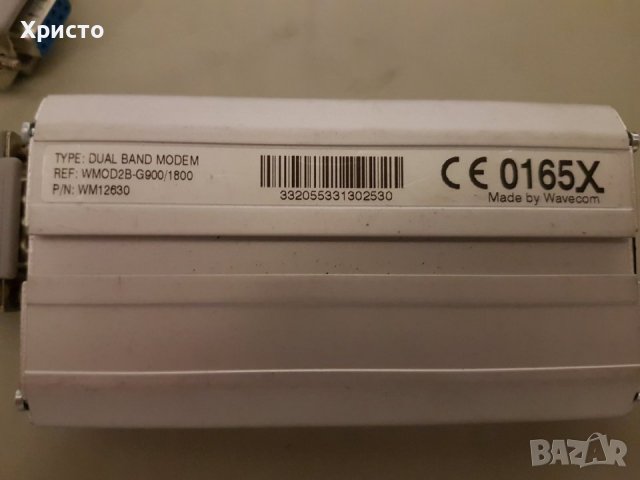 Христо
TYPE: DUAL BAND MODEM
REF: WMOD2B-G900/1800
P/N: WM12630
332055331302530
CE 0165X
Made by Wavecom
BAZAR